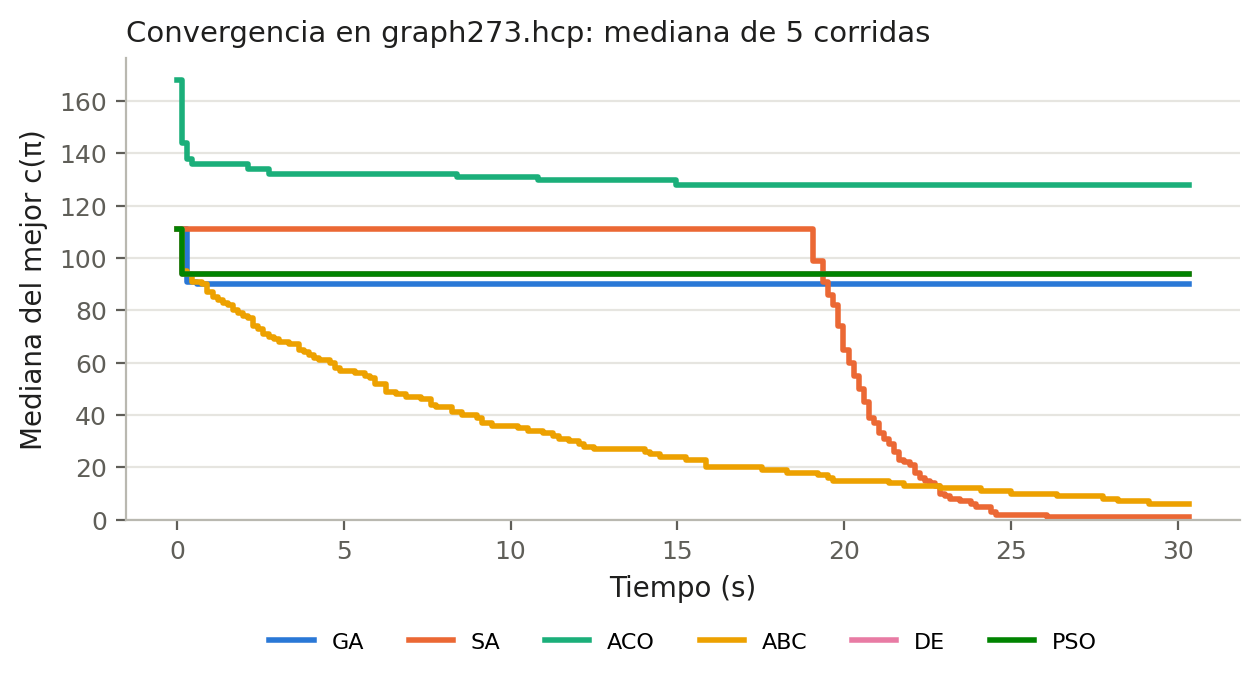 Convergencia en graph273.hcp: mediana de 5 corridas
Mediana del mejor c(π)
160
140
120
100
80
60
40
20
0
0 5 10 15 20 25 30
Tiempo (s)
GA SA ACO ABC DE PSO